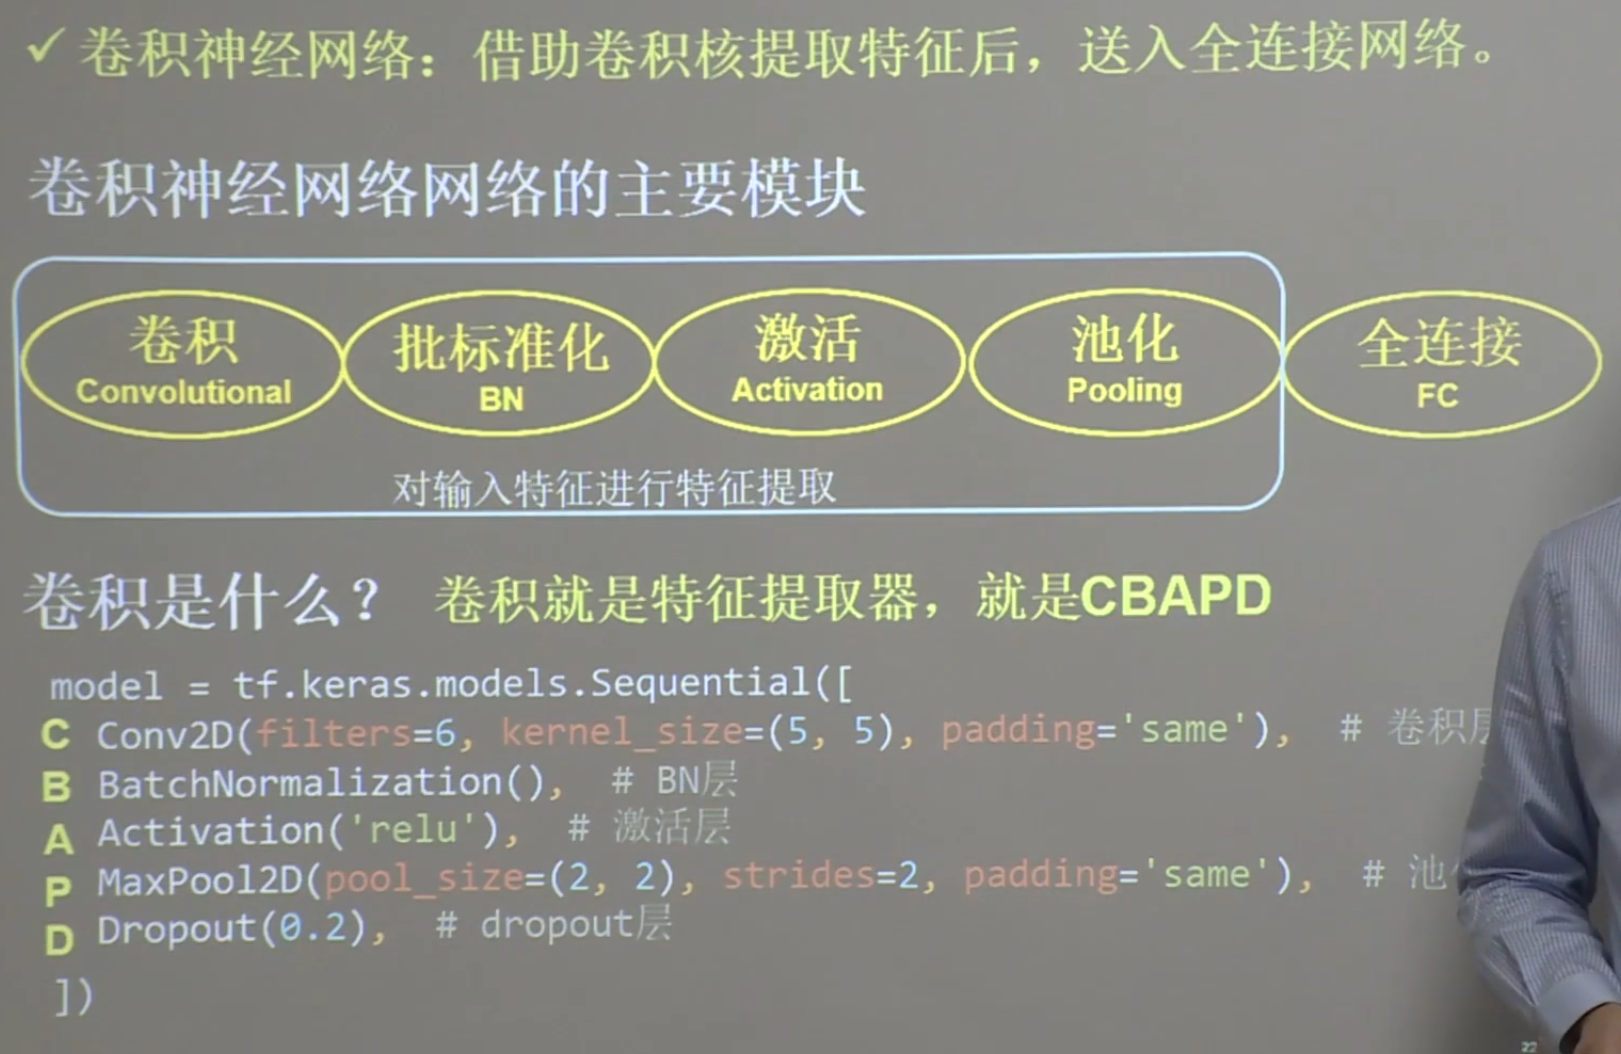 ✓ 卷积神经网络：借助卷积核提取特征后，送入全连接网络。
卷积神经网络网络的主要模块
卷积 批标准化 激活 池化 全连接
Convolutional BN Activation Pooling FC
对输入特征进行特征提取
卷积是什么？ 卷积就是特征提取器，就是CBAPD
model = tf.keras.models.Sequential([
C Conv2D(filters=6, kernel_size=(5, 5), padding='same'), # 卷积层
B BatchNormalization(), # BN层
A Activation('relu'), # 激活层
P MaxPool2D(pool_size=(2, 2), strides=2, padding='same'), # 池
D Dropout(0.2), # dropout层
])